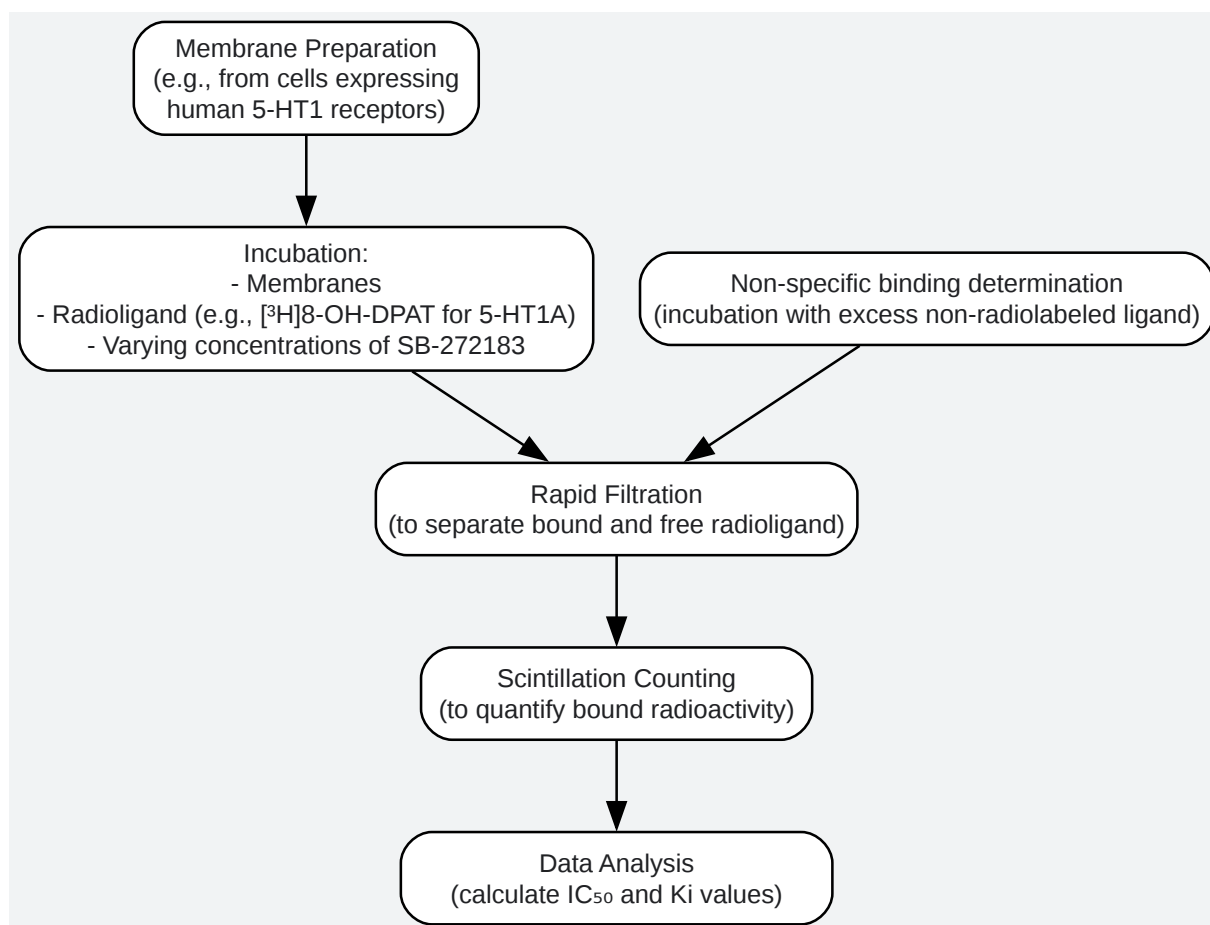 Membrane Preparation
(e.g., from cells expressing
human 5-HT1 receptors)
Incubation:
- Membranes
- Radioligand (e.g., [³H]8-OH-DPAT for 5-HT1A)
- Varying concentrations of SB-272183
Non-specific binding determination
(incubation with excess non-radiolabeled ligand)
Rapid Filtration
(to separate bound and free radioligand)
Scintillation Counting
(to quantify bound radioactivity)
Data Analysis
(calculate IC₅₀ and Ki values)